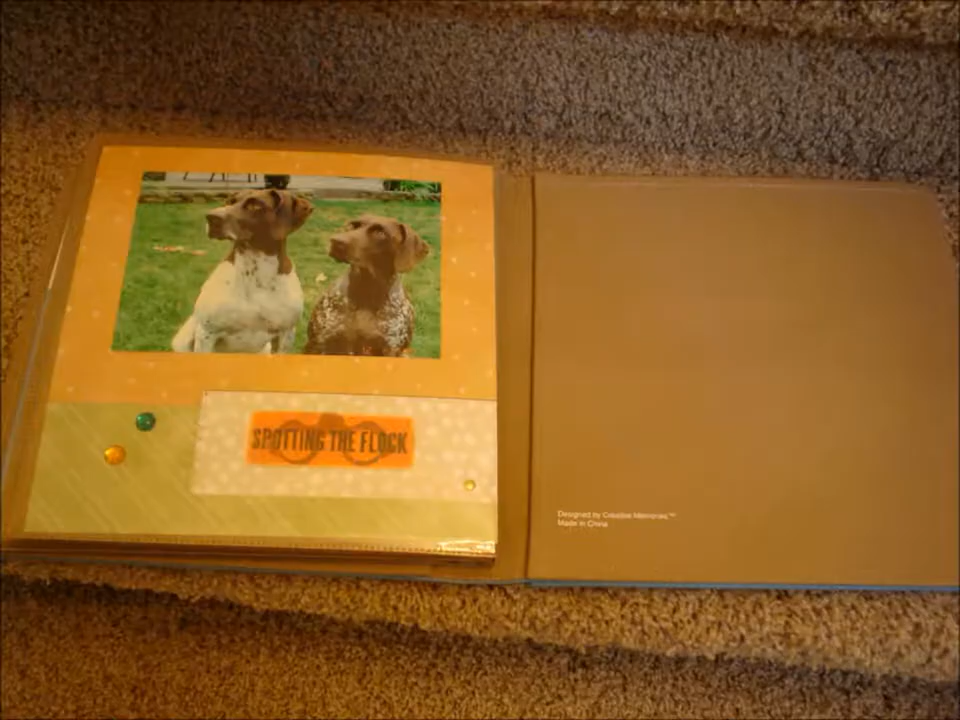 SPOTTING THE FLOCK
Designed by Creative Memories™
Made in China